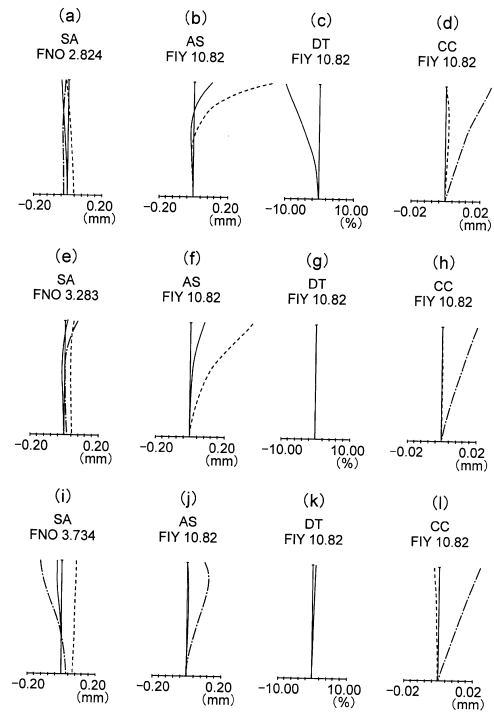 (a) (b) (c) (d)
SA AS DT CC
FNO 2.824 FIY 10.82 FIY 10.82 FIY 10.82
−0.20 0.20 −0.20 0.20 −10.00 10.00 −0.02 0.02
(mm) (mm) (%) (mm)
(e) (f) (g) (h)
SA AS DT CC
FNO 3.283 FIY 10.82 FIY 10.82 FIY 10.82
−0.20 0.20 −0.20 0.20 −10.00 10.00 −0.02 0.02
(mm) (mm) (%) (mm)
(i) (j) (k) (l)
SA AS DT CC
FNO 3.734 FIY 10.82 FIY 10.82 FIY 10.82
−0.20 0.20 −0.20 0.20 −10.00 10.00 −0.02 0.02
(mm) (mm) (%) (mm)